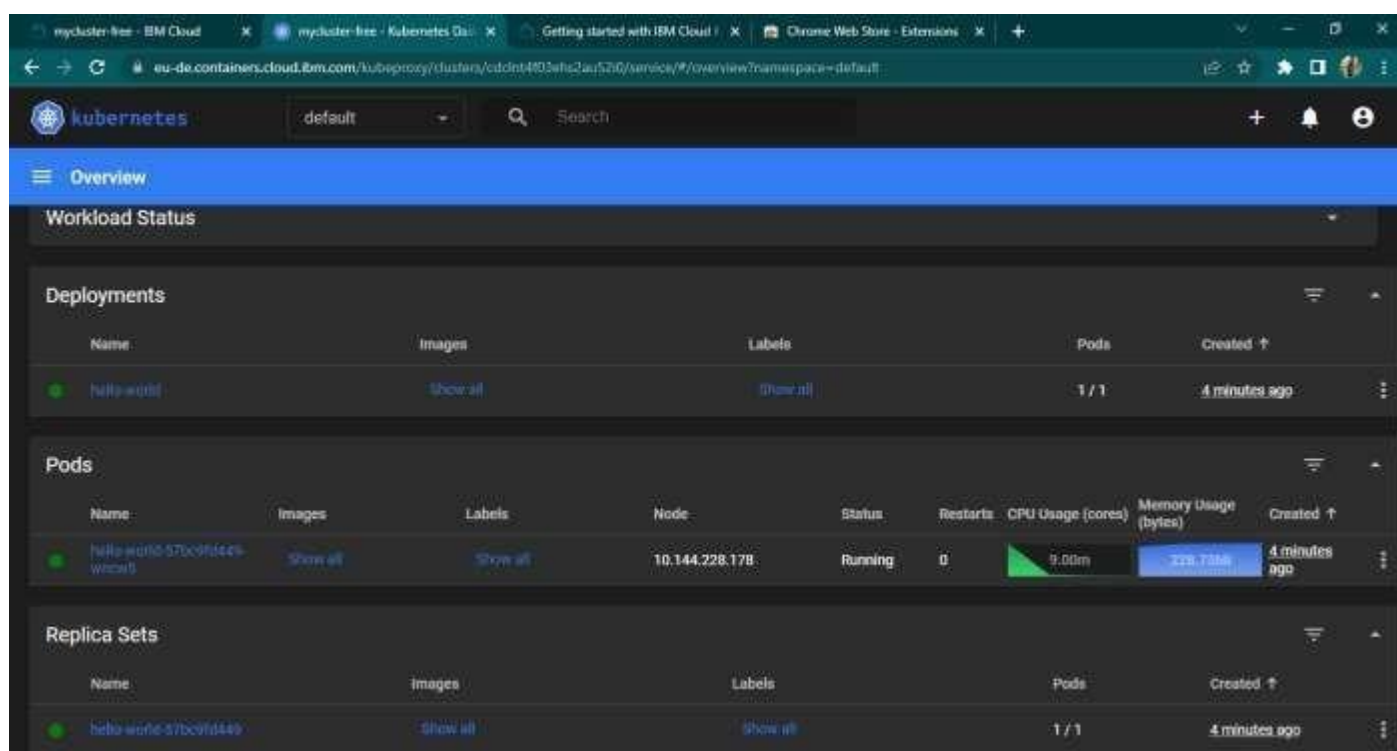 mycluster-free - IBM Cloud
mycluster-free - Kubernetes Das
Getting started with IBM Cloud
Chrome Web Store - Extensions
kubernetes
default
Search
Overview
Workload Status
Deployments
Name Images Labels Pods Created
hello-world Show all Show all 1 / 1 4 minutes ago
Pods
Name Images Labels Node Status Restarts CPU Usage (cores) Memory Usage (bytes) Created
Show all Show all 10.144.228.178 Running 0 9.00m 4 minutes ago
Replica Sets
Name Images Labels Pods Created
Show all Show all 1 / 1 4 minutes ago